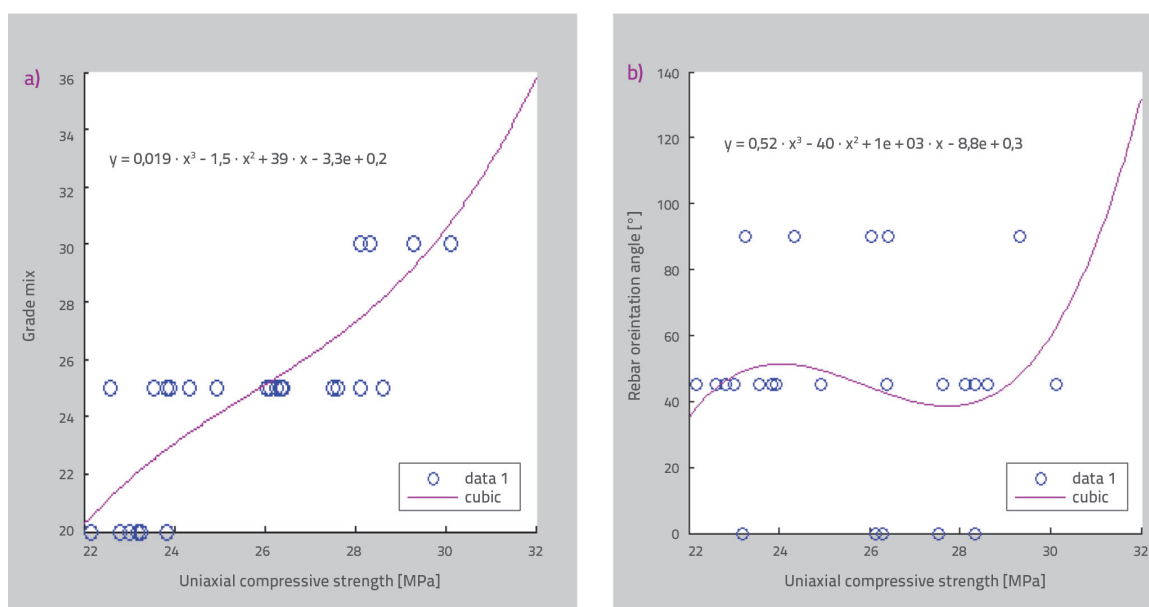 a)
36
34
32
30
28
26
24
22
20
y = 0,019 · x³ - 1,5 · x² + 39 · x - 3,3e + 0,2
Grade mix
data 1
cubic
22 24 26 28 30 32
Uniaxial compressive strength [MPa]
b)
140
120
100
80
60
40
20
0
y = 0,52 · x³ - 40 · x² + 1e + 03 · x - 8,8e + 0,3
Rebar oreintation angle [°]
data 1
cubic
22 24 26 28 30 32
Uniaxial compressive strength [MPa]